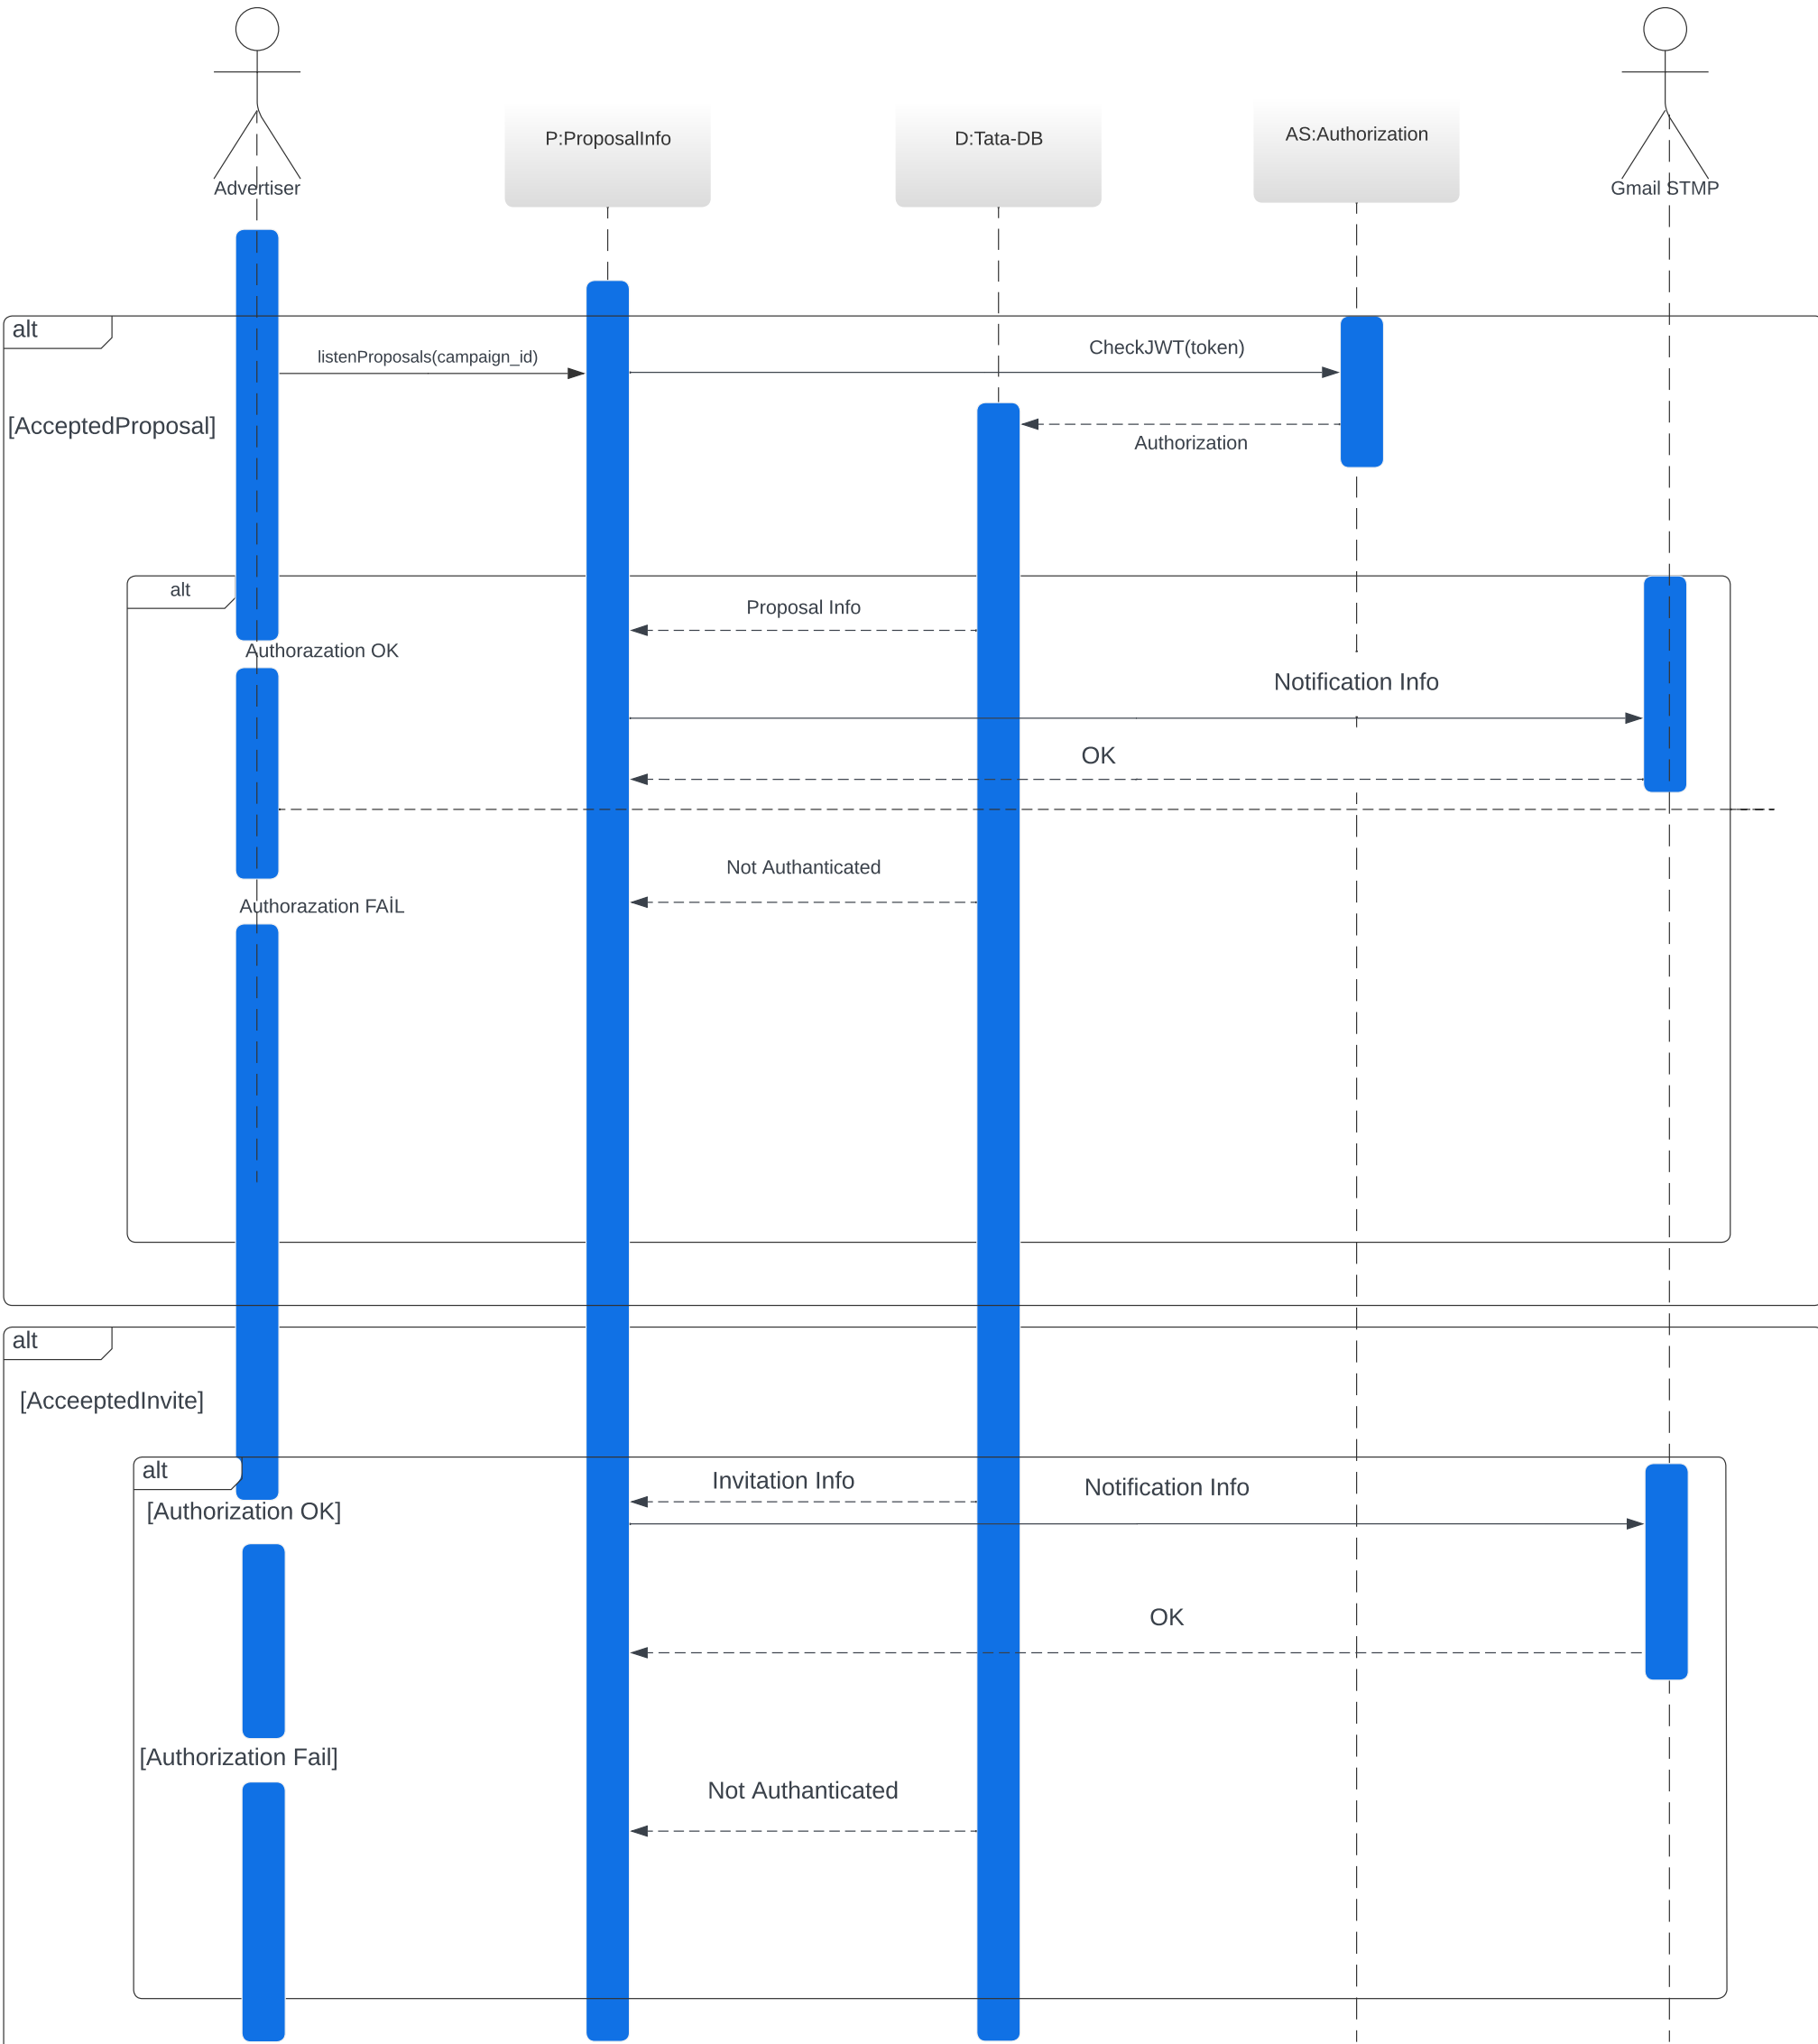 P:ProposalInfo
D:Tata-DB
AS:Authorization
Advertiser
Gmail STMP
alt
listenProposals(campaign_id)
CheckJWT(token)
[AcceptedProposal]
Authorization
alt
Proposal Info
Authorazation OK
Notification Info
OK
Not Authanticated
Authorazation FAİL
alt
[AcceeptedInvite]
alt
Invitation Info
Notification Info
[Authorization OK]
OK
[Authorization Fail]
Not Authanticated